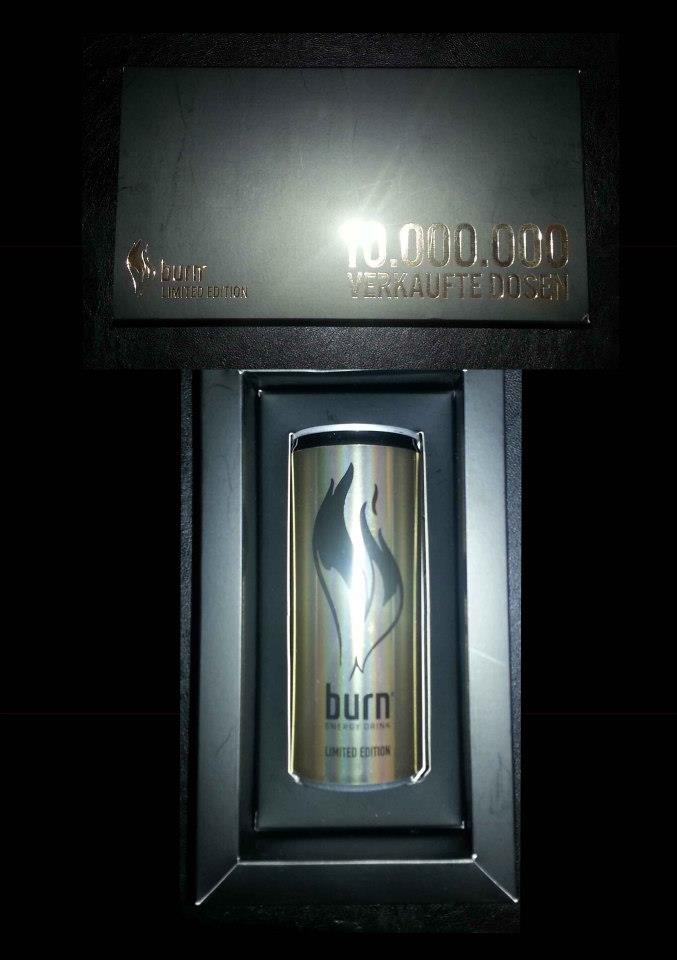 10.000.000
VERKAUFTE DOSEN
burn
LIMITED EDITION
burn
ENERGY DRINK
LIMITED EDITION